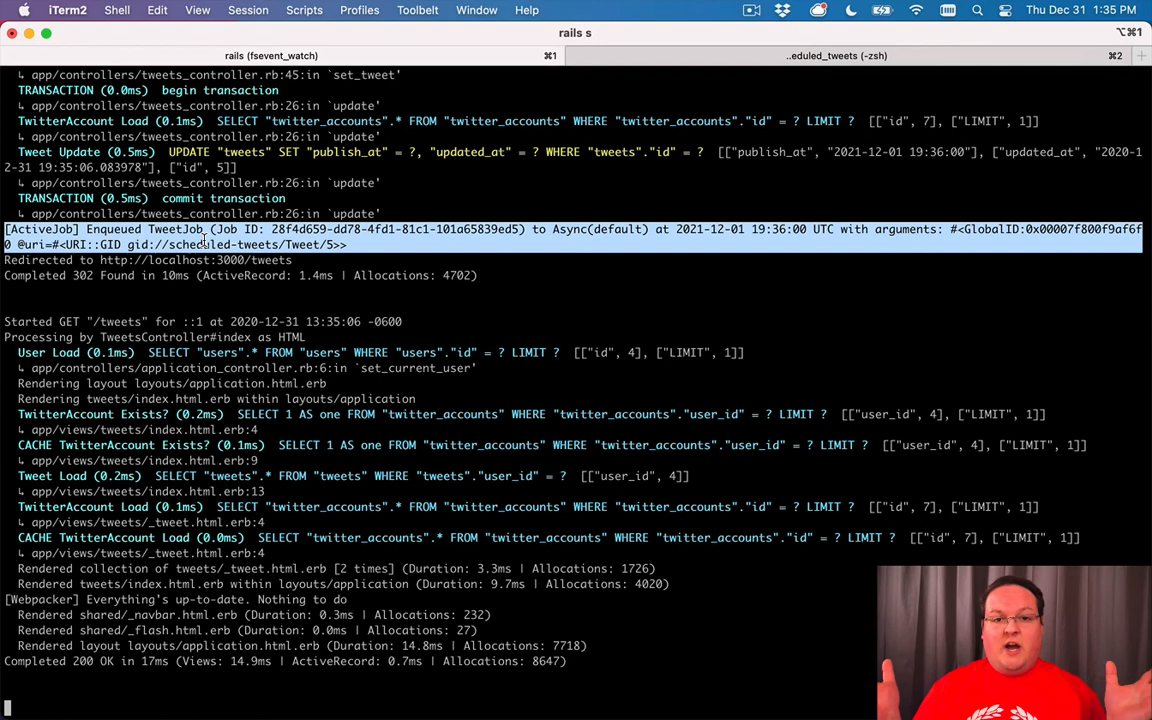 iTerm2 Shell Edit View Session Scripts Profiles Toolbelt Window Help Thu Dec 31 1:35 PM
rails s ⌥⌘1
rails (fsevent_watch) ⌘1 ..eduled_tweets (-zsh) ⌘2
↳ app/controllers/tweets_controller.rb:45:in `set_tweet'
TRANSACTION (0.0ms) begin transaction
↳ app/controllers/tweets_controller.rb:26:in `update'
TwitterAccount Load (0.1ms) SELECT "twitter_accounts".* FROM "twitter_accounts" WHERE "twitter_accounts"."id" = ? LIMIT ? [["id", 7], ["LIMIT", 1]]
↳ app/controllers/tweets_controller.rb:26:in `update'
Tweet Update (0.5ms) UPDATE "tweets" SET "publish_at" = ?, "updated_at" = ? WHERE "tweets"."id" = ? [["publish_at", "2021-12-01 19:36:00"], ["updated_at", "2020-1
2-31 19:35:06.083978"], ["id", 5]]
↳ app/controllers/tweets_controller.rb:26:in `update'
TRANSACTION (0.5ms) commit transaction
↳ app/controllers/tweets_controller.rb:26:in `update'
[ActiveJob] Enqueued TweetJob (Job ID: 28f4d659-dd78-4fd1-81c1-101a65839ed5) to Async(default) at 2021-12-01 19:36:00 UTC with arguments: #<GlobalID:0x00007f800f9af6f
0 @uri=#<URI::GID gid://scheduled-tweets/Tweet/5>>
Redirected to http://localhost:3000/tweets
Completed 302 Found in 10ms (ActiveRecord: 1.4ms | Allocations: 4702)
Started GET "/tweets" for ::1 at 2020-12-31 13:35:06 -0600
Processing by TweetsController#index as HTML
User Load (0.1ms) SELECT "users".* FROM "users" WHERE "users"."id" = ? LIMIT ? [["id", 4], ["LIMIT", 1]]
↳ app/controllers/application_controller.rb:6:in `set_current_user'
Rendering layout layouts/application.html.erb
Rendering tweets/index.html.erb within layouts/application
TwitterAccount Exists? (0.2ms) SELECT 1 AS one FROM "twitter_accounts" WHERE "twitter_accounts"."user_id" = ? LIMIT ? [["user_id", 4], ["LIMIT", 1]]
↳ app/views/tweets/index.html.erb:4
CACHE TwitterAccount Exists? (0.1ms) SELECT 1 AS one FROM "twitter_accounts" WHERE "twitter_accounts"."user_id" = ? LIMIT ? [["user_id", 4], ["LIMIT", 1]]
↳ app/views/tweets/index.html.erb:9
Tweet Load (0.2ms) SELECT "tweets".* FROM "tweets" WHERE "tweets"."user_id" = ? [["user_id", 4]]
↳ app/views/tweets/index.html.erb:13
TwitterAccount Load (0.1ms) SELECT "twitter_accounts".* FROM "twitter_accounts" WHERE "twitter_accounts"."id" = ? LIMIT ? [["id", 7], ["LIMIT", 1]]
↳ app/views/tweets/_tweet.html.erb:4
CACHE TwitterAccount Load (0.0ms) SELECT "twitter_accounts".* FROM "twitter_accounts" WHERE "twitter_accounts"."id" = ? LIMIT ? [["id", 7], ["LIMIT", 1]]
↳ app/views/tweets/_tweet.html.erb:4
Rendered collection of tweets/_tweet.html.erb [2 times] (Duration: 3.3ms | Allocations: 1726)
Rendered tweets/index.html.erb within layouts/application (Duration: 9.7ms | Allocations: 4020)
[Webpacker] Everything's up-to-date. Nothing to do
Rendered shared/_navbar.html.erb (Duration: 0.3ms | Allocations: 232)
Rendered shared/_flash.html.erb (Duration: 0.0ms | Allocations: 27)
Rendered layout layouts/application.html.erb (Duration: 14.8ms | Allocations: 7718)
Completed 200 OK in 17ms (Views: 14.9ms | ActiveRecord: 0.7ms | Allocations: 8647)